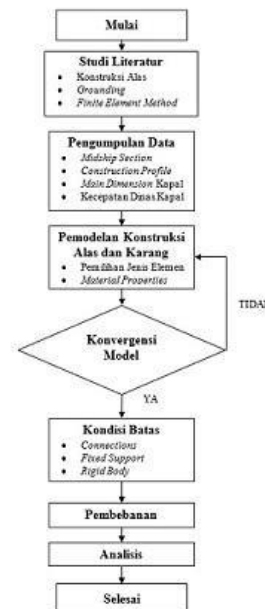 Mulai
Studi Literatur
• Konstruksi Alas
• Grounding
• Finite Element Method
Pengumpulan Data
• Midship Section
• Construction Profile
• Main Dimension Kapal
• Kecepatan Dinas Kapal
Pemodelan Konstruksi
Alas dan Karang
• Pemilihan Jenis Elemen
• Material Properties
TIDA
Konvergensi
Model
YA
Kondisi Batas
• Connections
• Fixed Support
• Rigid Body
Pembebanan
Analisis
Selesai